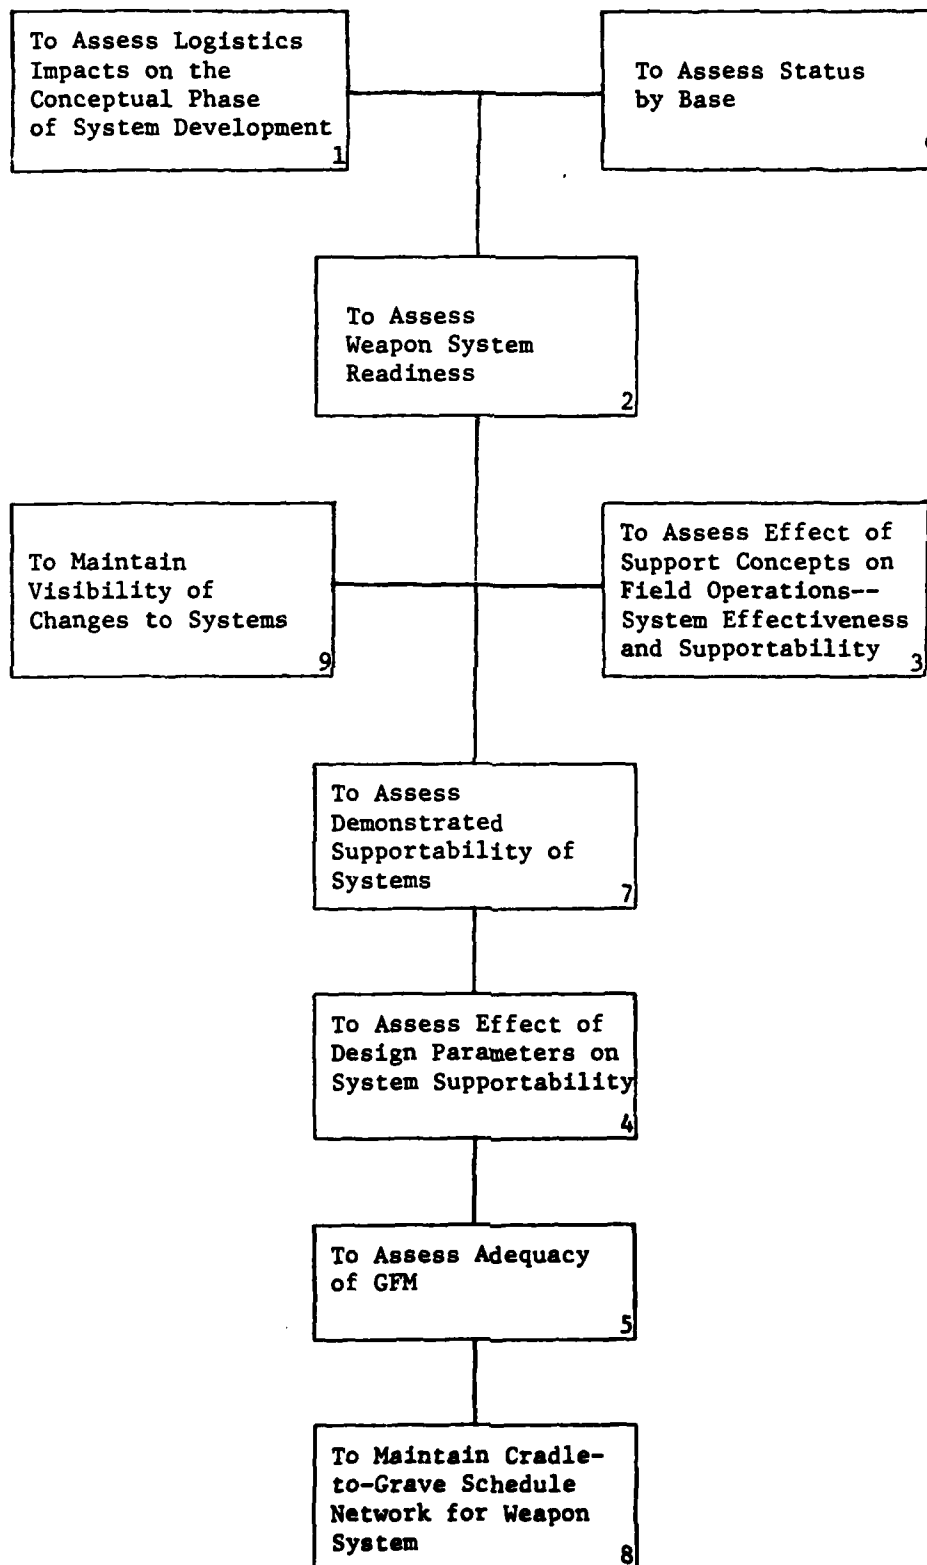 To Assess Logistics
Impacts on the
Conceptual Phase
of System Development
1
To Assess Status
by Base
To Assess
Weapon System
Readiness
2
To Maintain
Visibility of
Changes to Systems
9
To Assess Effect of
Support Concepts on
Field Operations--
System Effectiveness
and Supportability
3
To Assess
Demonstrated
Supportability of
Systems
7
To Assess Effect of
Design Parameters on
System Supportability
4
To Assess Adequacy
of GFM
5
To Maintain Cradle-
to-Grave Schedule
Network for Weapon
System
8